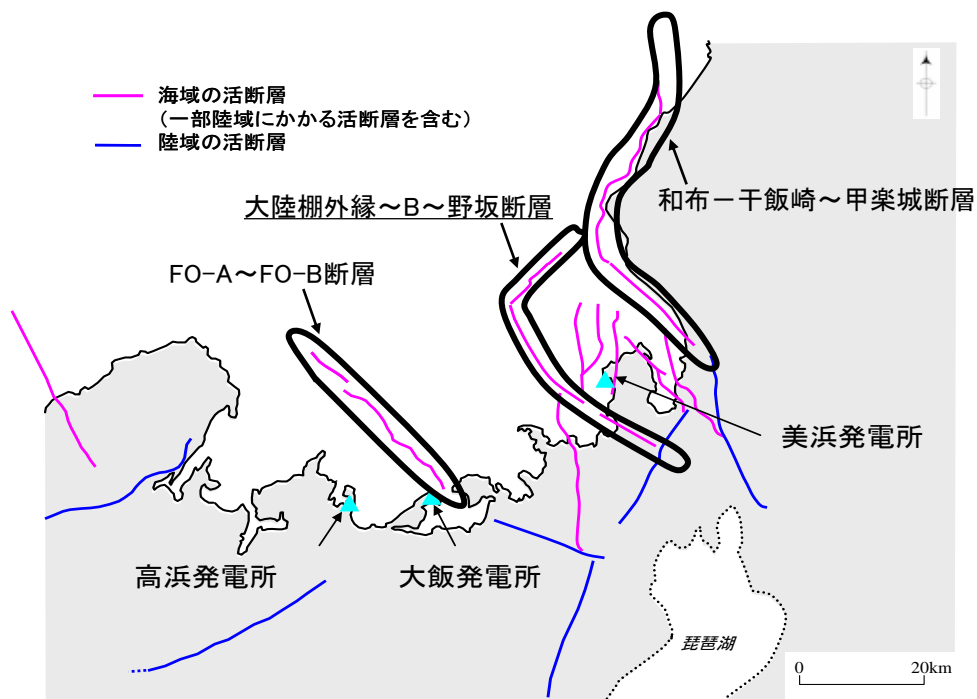 海域の活断層
（一部陸域にかかる活断層を含む）
陸域の活断層
和布－干飯崎～甲楽城断層
大陸棚外縁～B～野坂断層
FO-A～FO-B断層
美浜発電所
高浜発電所
大飯発電所
琵琶湖
0 20km